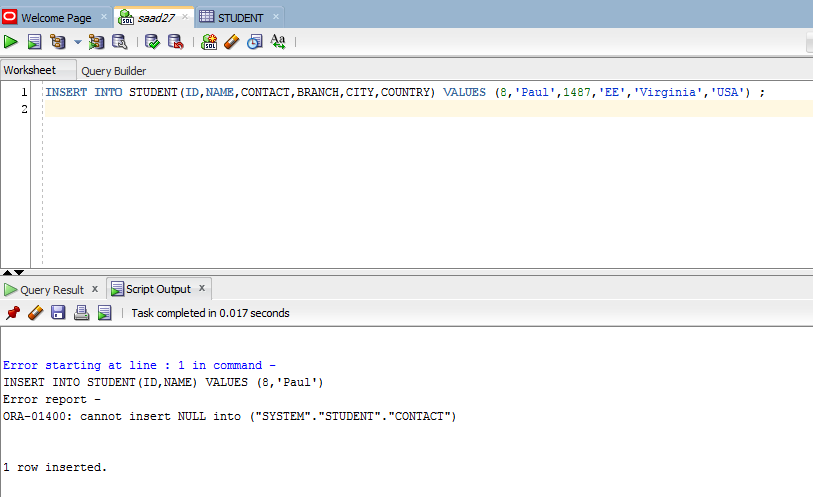 Welcome Page × saad27 × STUDENT ×
Worksheet Query Builder
1 INSERT INTO STUDENT(ID,NAME,CONTACT,BRANCH,CITY,COUNTRY) VALUES (8,'Paul',1487,'EE','Virginia','USA') ;
2
Query Result × Script Output ×
Task completed in 0.017 seconds
Error starting at line : 1 in command -
INSERT INTO STUDENT(ID,NAME) VALUES (8,'Paul')
Error report -
ORA-01400: cannot insert NULL into ("SYSTEM"."STUDENT"."CONTACT")
1 row inserted.